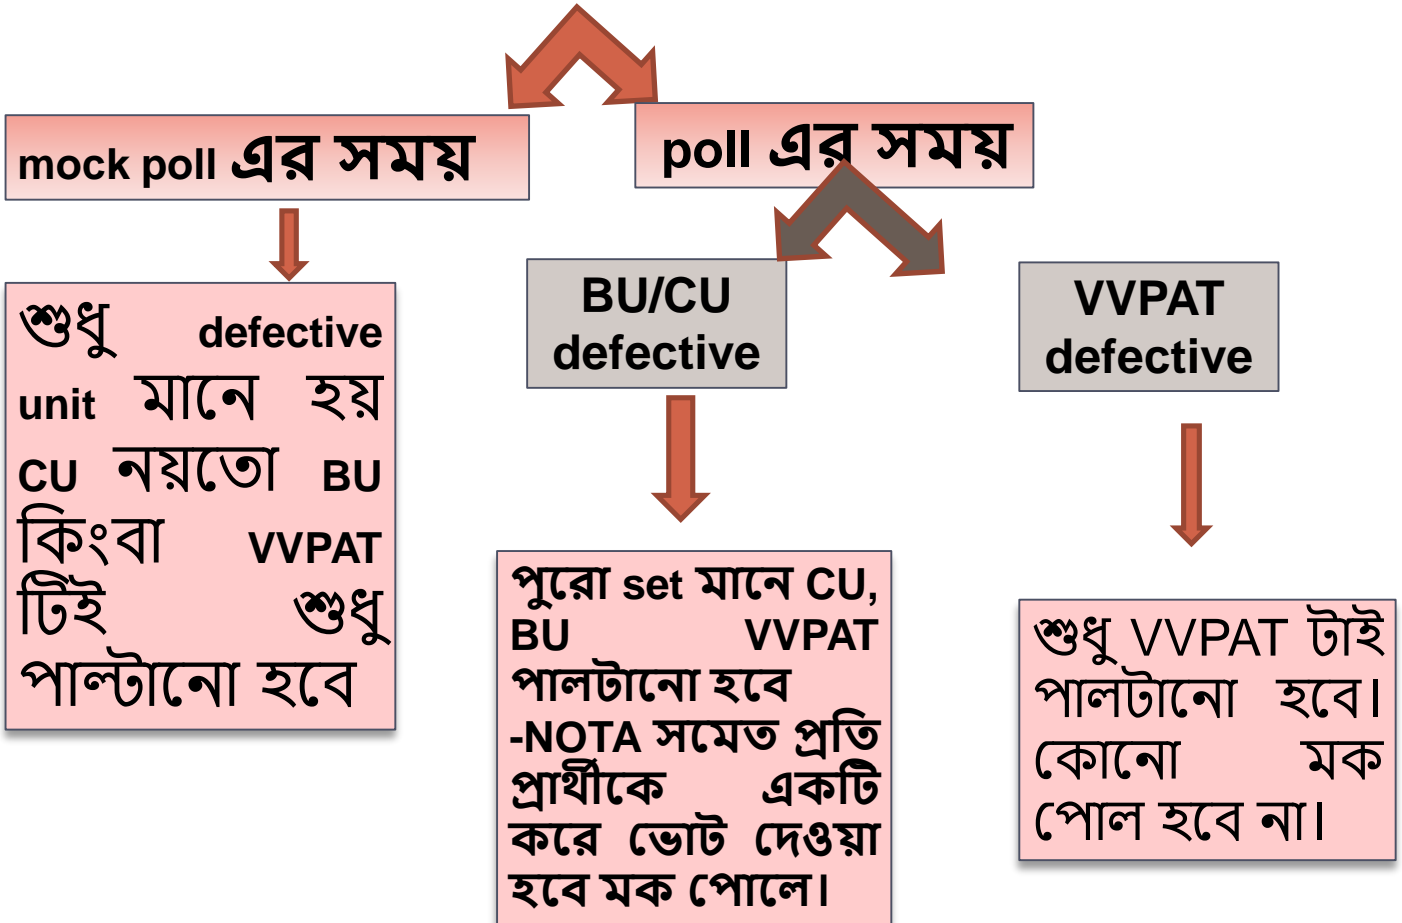 mock poll এর সময়
poll এর সময়
শুধু defective
unit মানে হয়
CU নয়তো BU
কিংবা VVPAT
টিই শুধু
পাল্টানো হবে
BU/CU
defective
পুরো set মানে CU,
BU VVPAT
পালটানো হবে
-NOTA সমেত প্রতি
প্রার্থীকে একটি
করে ভোট দেওয়া
হবে মক পোলে।
VVPAT
defective
শুধু VVPAT টাই
পালটানো হবে।
কোনো মক
পোল হবে না।